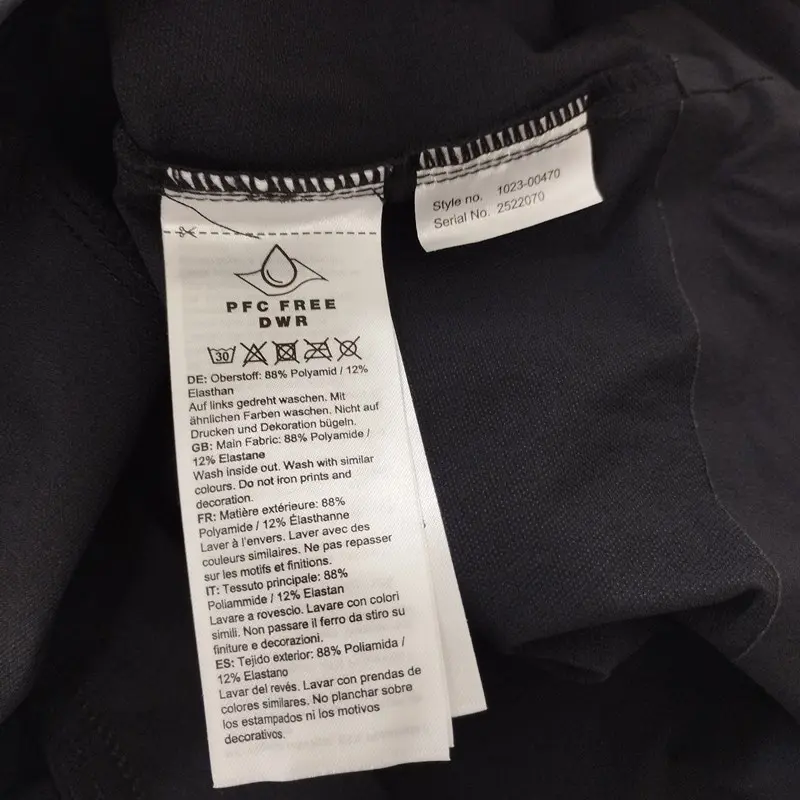 PFC FREE
DWR
30
DE: Oberstoff: 88% Polyamid / 12%
Elasthan
Auf links gedreht waschen. Mit
ähnlichen Farben waschen. Nicht auf
Drucken und Dekoration bügeln.
GB: Main Fabric: 88% Polyamide /
12% Elastane
Wash inside out. Wash with similar
colours. Do not iron prints and
decoration.
FR: Matière extérieure: 88%
Polyamide / 12% Élasthanne
Laver à l'envers. Laver avec des
couleurs similaires. Ne pas repasser
sur les motifs et finitions.
IT: Tessuto principale: 88%
Poliammide / 12% Elastan
Lavare a rovescio. Lavare con colori
simili. Non passare il ferro da stiro su
finiture e decorazioni.
ES: Tejido exterior: 88% Poliamida /
12% Elastano
Lavar del revés. Lavar con prendas de
colores similares. No planchar sobre
los estampados ni los motivos
decorativos.
Style no. 1023-00470
Serial No. 2522070